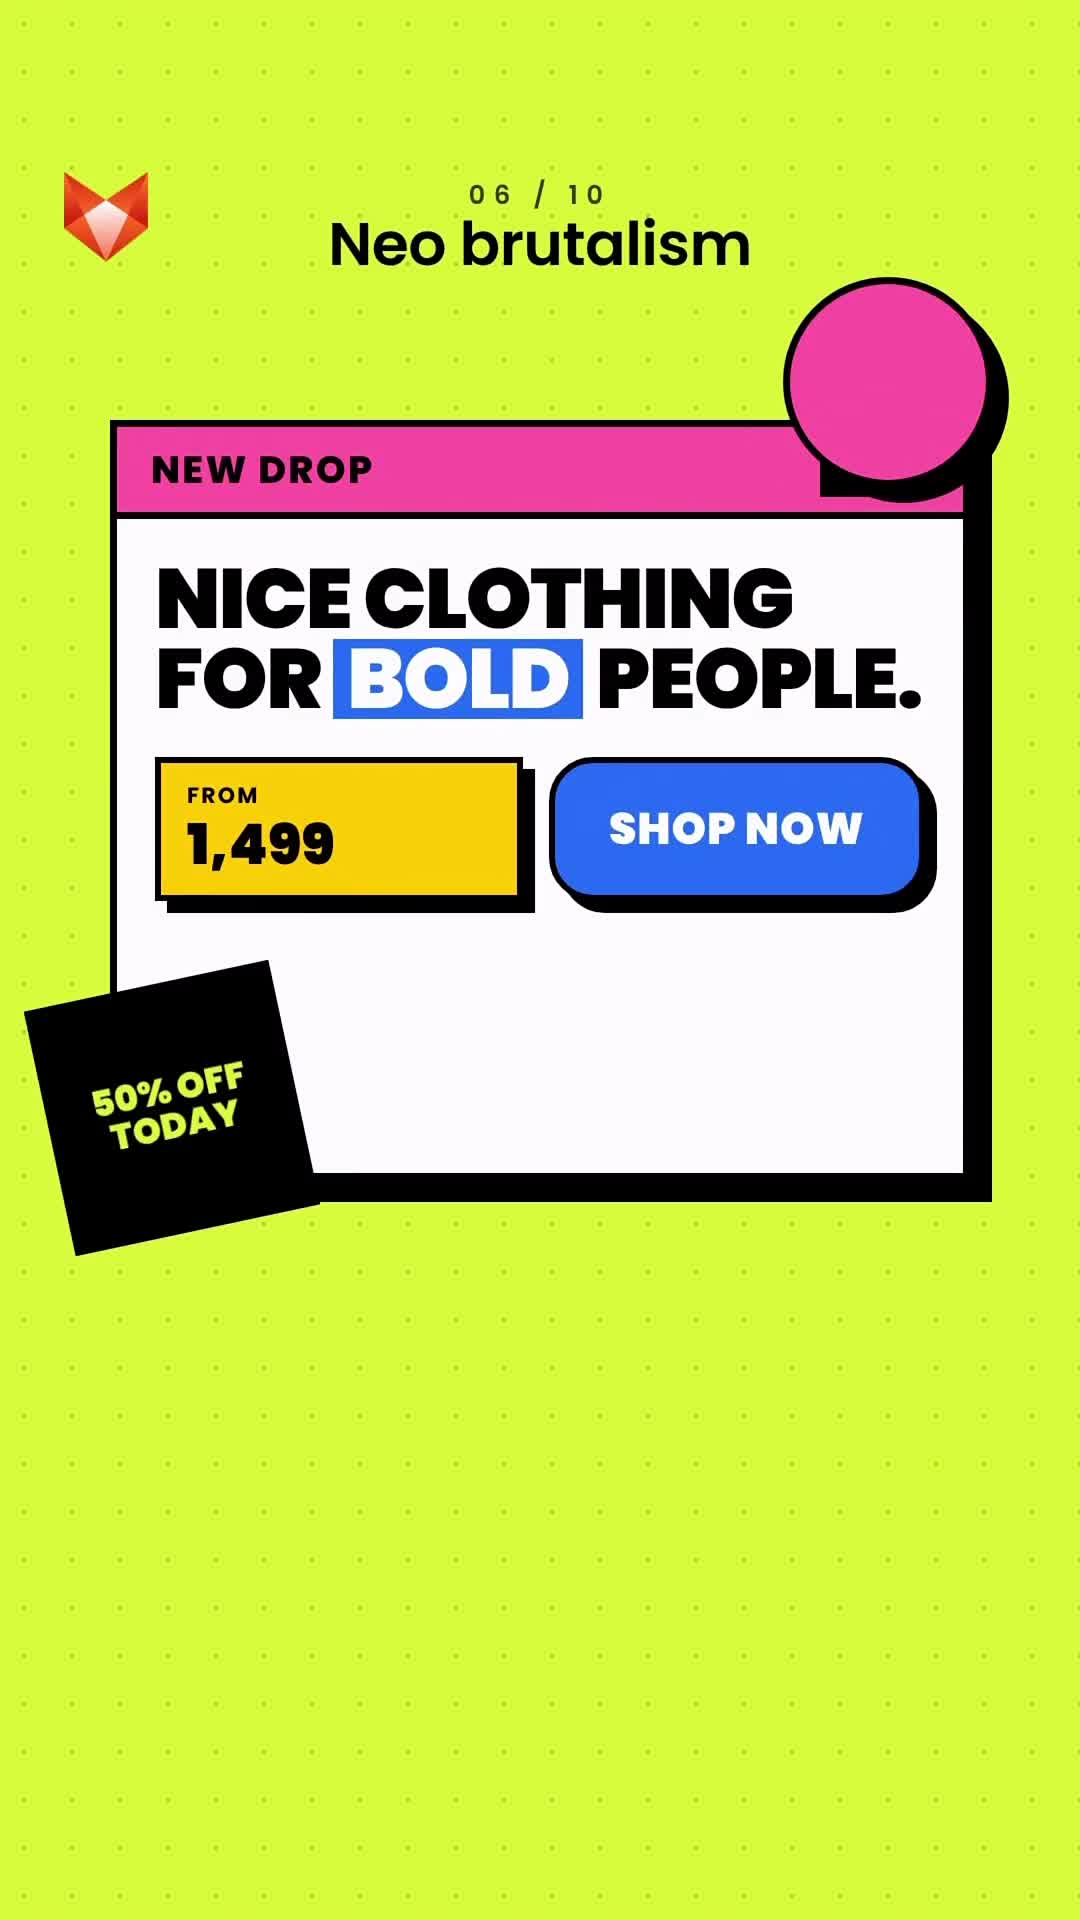 06 / 10
Neo brutalism
NEW DROP
NICE CLOTHING
FOR BOLD PEOPLE.
FROM
1,499
SHOP NOW
50% OFF
TODAY